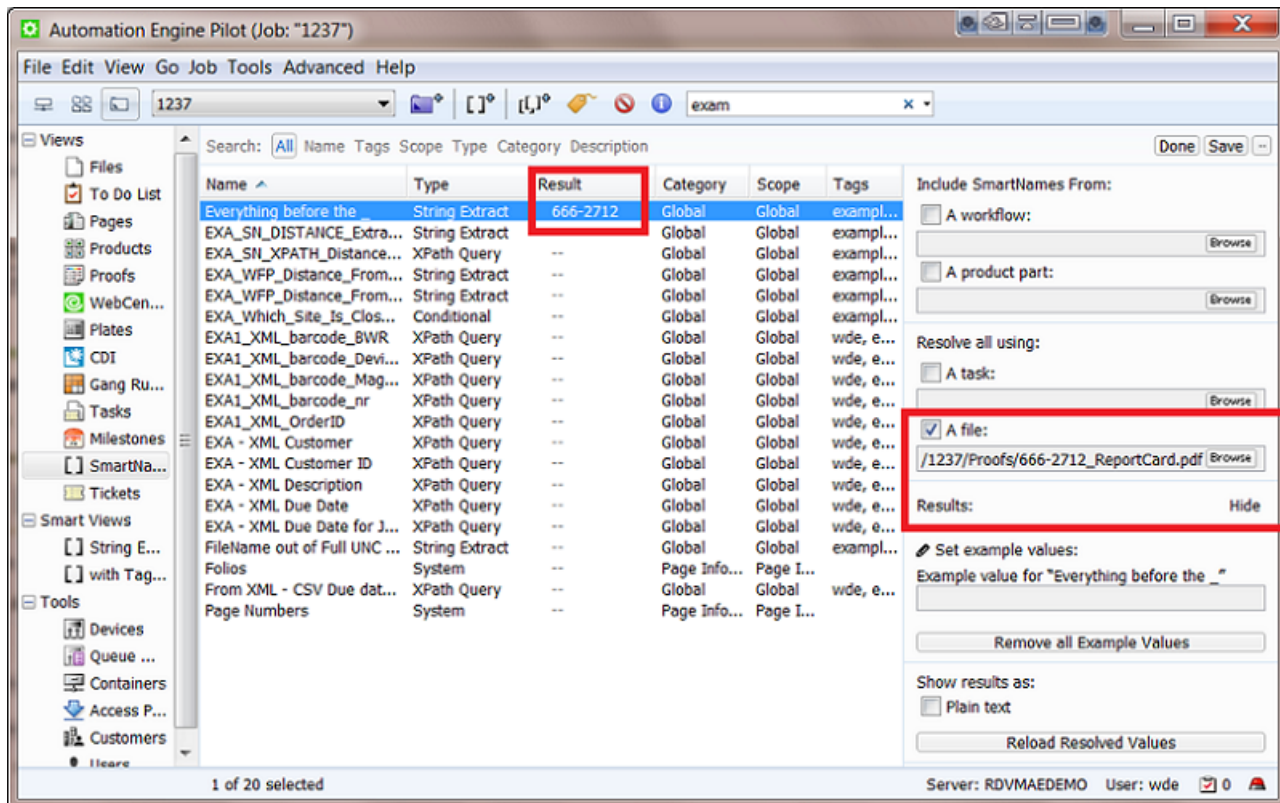 Automation Engine Pilot (Job: "1237")
File Edit View Go Job Tools Advanced Help
1237 exam
Views
Files
To Do List
Pages
Products
Proofs
WebCen...
Plates
CDI
Gang Ru...
Tasks
Milestones
SmartNa...
Tickets
Smart Views
[ ] String E...
[ ] with Tag...
Tools
Devices
Queue ...
Containers
Access P...
Customers
Users
Search: All Name Tags Scope Type Category Description
Name Type Result Category Scope Tags
Everything before the _ String Extract 666-2712 Global Global exampl...
EXA_SN_DISTANCE_Extra... String Extract Global Global exampl...
EXA_SN_XPATH_Distance... XPath Query -- Global Global exampl...
EXA_WFP_Distance_From... String Extract -- Global Global exampl...
EXA_WFP_Distance_From... String Extract -- Global Global exampl...
EXA_Which_Site_Is_Clos... Conditional -- Global Global exampl...
EXA1_XML_barcode_BWR XPath Query -- Global Global wde, e...
EXA1_XML_barcode_Devi... XPath Query -- Global Global wde, e...
EXA1_XML_barcode_Mag... XPath Query -- Global Global wde, e...
EXA1_XML_barcode_nr XPath Query -- Global Global wde, e...
EXA1_XML_OrderID XPath Query -- Global Global wde, e...
EXA - XML Customer XPath Query -- Global Global wde, e...
EXA - XML Customer ID XPath Query -- Global Global wde, e...
EXA - XML Description XPath Query -- Global Global wde, e...
EXA - XML Due Date XPath Query -- Global Global wde, e...
EXA - XML Due Date for J... XPath Query -- Global Global wde, e...
FileName out of Full UNC ... String Extract -- Global Global exampl...
Folios System -- Page Info... Page I...
From XML - CSV Due dat... XPath Query -- Global Global wde, e...
Page Numbers System -- Page Info... Page I...
Done Save --
Include SmartNames From:
A workflow:
Browse
A product part:
Browse
Resolve all using:
A task:
Browse
A file:
/1237/Proofs/666-2712_ReportCard.pdf Browse
Results: Hide
Set example values:
Example value for "Everything before the _"
Remove all Example Values
Show results as:
Plain text
Reload Resolved Values
1 of 20 selected Server: RDVMAEDEMO User: wde 0